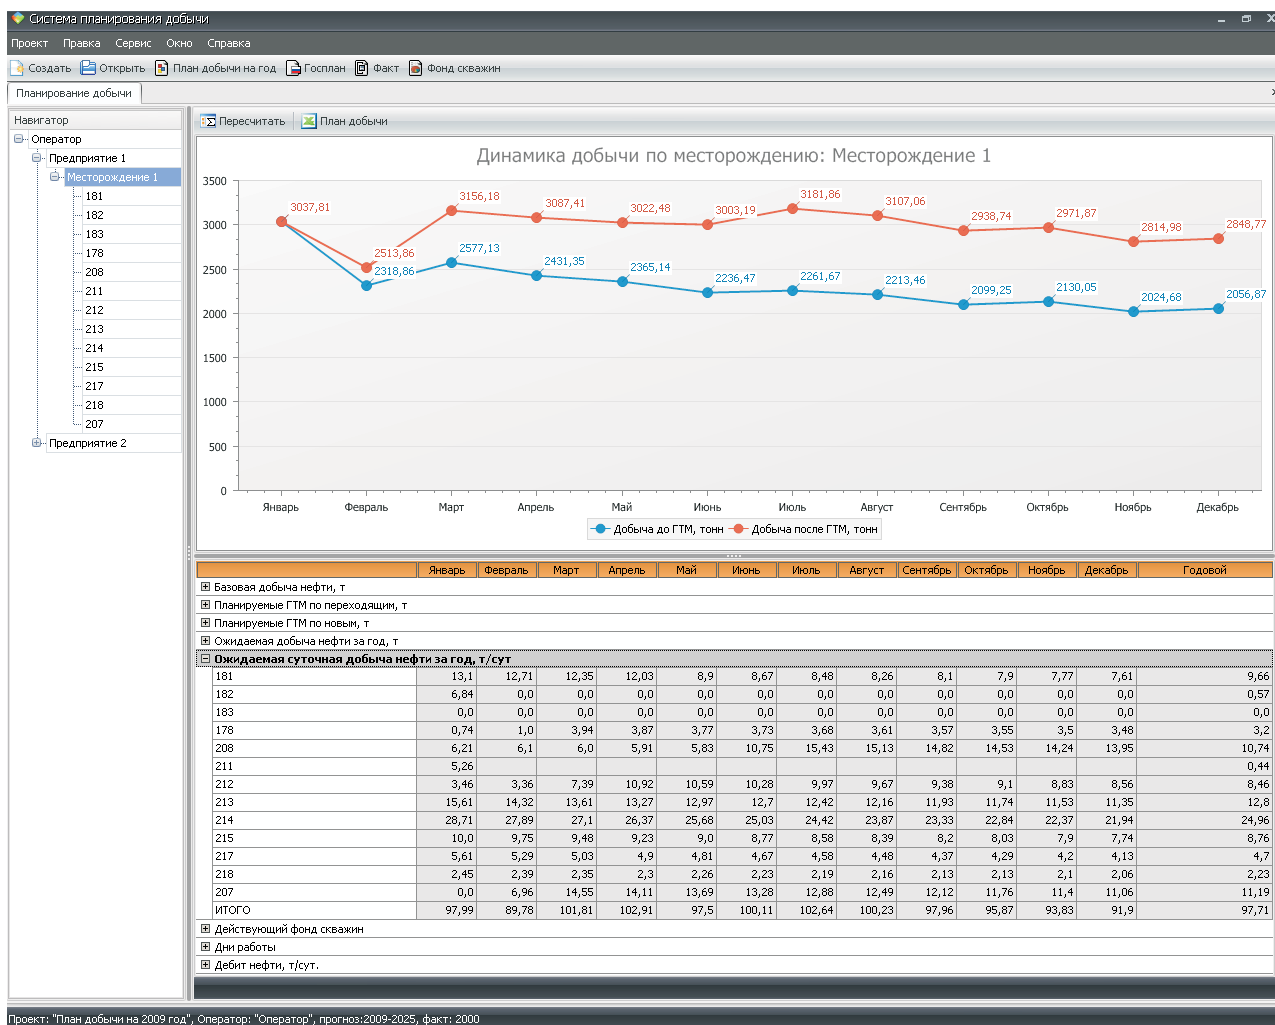 Система планирования добычи
Проект Правка Сервис Окно Справка
Создать Открыть План добычи на год Госплан Факт Фонд скважин
Планирование добычи
Навигатор
Оператор
Предприятие 1
Месторождение 1
181
182
183
178
208
211
212
213
214
215
217
218
207
Предприятие 2
Пересчитать План добычи
Динамика добычи по месторождению: Месторождение 1
3500
3000
2500
2000
1500
1000
500
0
3037,81 2513,86 3156,18 3087,41 3022,48 3003,19 3181,86 3107,06 2938,74 2971,87 2814,98 2848,77
2318,86 2577,13 2431,35 2365,14 2236,47 2261,67 2213,46 2099,25 2130,05 2024,68 2056,87
Январь Февраль Март Апрель Май Июнь Июль Август Сентябрь Октябрь Ноябрь Декабрь
Добыча до ГТМ, тонн Добыча после ГТМ, тонн
Январь Февраль Март Апрель Май Июнь Июль Август Сентябрь Октябрь Ноябрь Декабрь Годовой
Базовая добыча нефти, т
Планируемые ГТМ по переходящим, т
Планируемые ГТМ по новым, т
Ожидаемая добыча нефти за год, т
Ожидаемая суточная добыча нефти за год, т/сут
181 13,1 12,71 12,35 12,03 8,9 8,67 8,48 8,26 8,1 7,9 7,77 7,61 9,66
182 6,84 0,0 0,0 0,0 0,0 0,0 0,0 0,0 0,0 0,0 0,0 0,0 0,57
183 0,0 0,0 0,0 0,0 0,0 0,0 0,0 0,0 0,0 0,0 0,0 0,0 0,0
178 0,74 1,0 3,94 3,87 3,77 3,73 3,68 3,61 3,57 3,55 3,5 3,48 3,2
208 6,21 6,1 6,0 5,91 5,83 10,75 15,43 15,13 14,82 14,53 14,24 13,95 10,74
211 5,26 0,44
212 3,46 3,36 7,39 10,92 10,59 10,28 9,97 9,67 9,38 9,1 8,83 8,56 8,46
213 15,61 14,32 13,61 13,27 12,97 12,7 12,42 12,16 11,93 11,74 11,53 11,35 12,8
214 28,71 27,89 27,1 26,37 25,68 25,03 24,42 23,87 23,33 22,84 22,37 21,94 24,96
215 10,0 9,75 9,48 9,23 9,0 8,77 8,58 8,39 8,2 8,03 7,9 7,74 8,76
217 5,61 5,29 5,03 4,9 4,81 4,67 4,58 4,48 4,37 4,29 4,2 4,13 4,7
218 2,45 2,39 2,35 2,3 2,26 2,23 2,19 2,16 2,13 2,13 2,1 2,06 2,23
207 0,0 6,96 14,55 14,11 13,69 13,28 12,88 12,49 12,12 11,76 11,4 11,06 11,19
ИТОГО 97,99 89,78 101,81 102,91 97,5 100,11 102,64 100,23 97,96 95,87 93,83 91,9 97,71
Действующий фонд скважин
Дни работы
Дебит нефти, т/сут.
Проект: "План добычи на 2009 год", Оператор: "Оператор", прогноз:2009-2025, факт: 2000